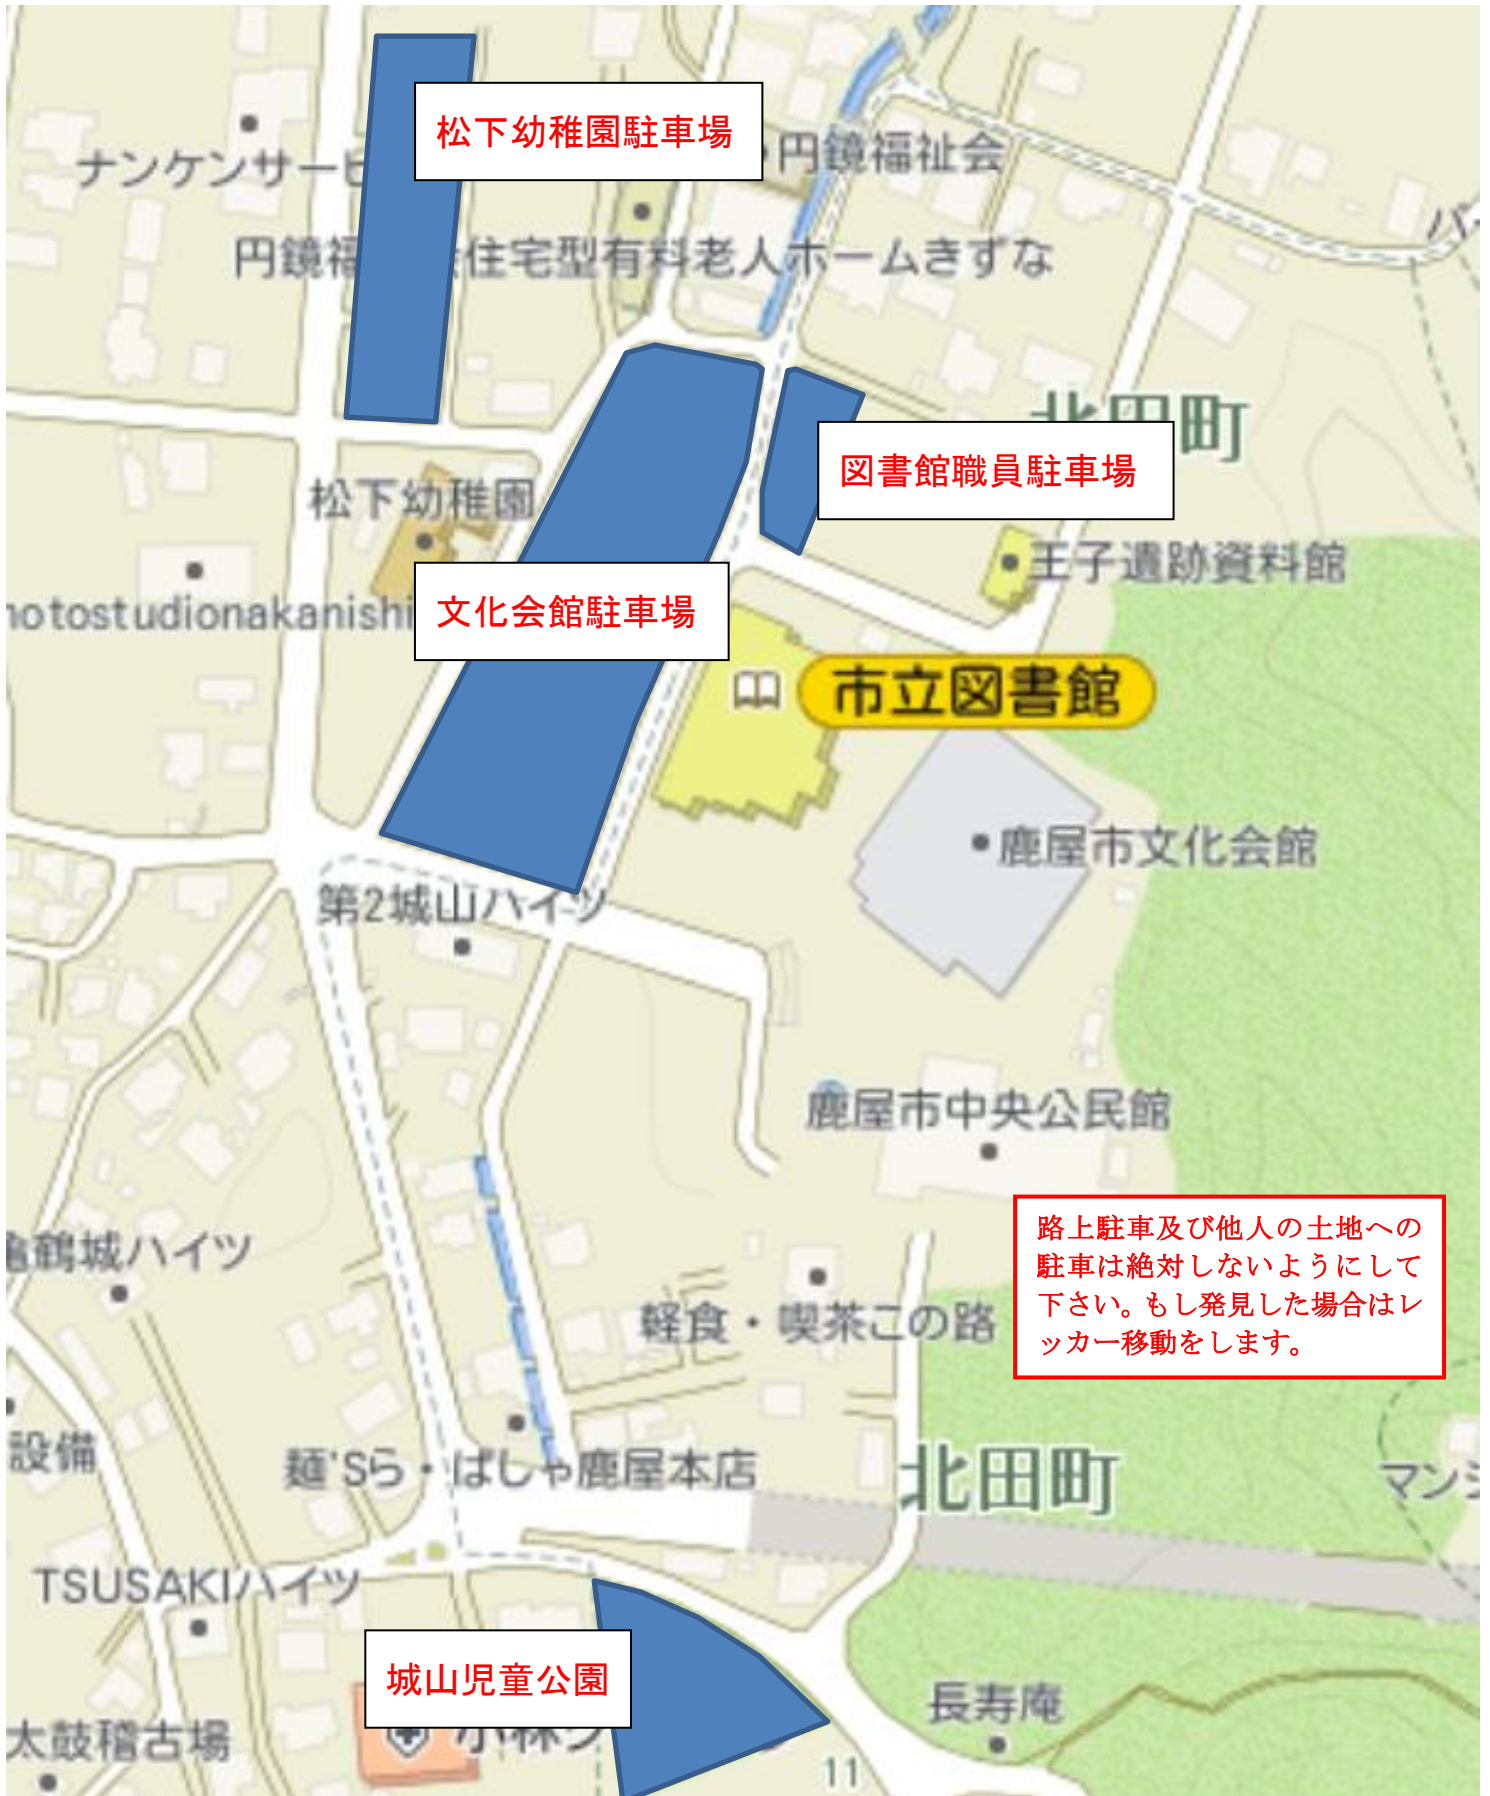 松下幼稚園駐車場
円鏡福祉会
ナンケンサービ
円鏡福
住宅型有料老人ホームきずな
北田町
図書館職員駐車場
松下幼稚園
王子遺跡資料館
notostudionakanishi
文化会館駐車場
市立図書館
鹿屋市文化会館
第2城山ハイツ
鹿屋市中央公民館
路上駐車及び他人の土地への
駐車は絶対しないようにして
下さい。もし発見した場合はレ
ッカー移動をします。
亀鶴城ハイツ
軽食・喫茶この路
設備
麺'Sら・ばしゃ鹿屋本店
北田町
マンシ
TSUSAKIハイツ
城山児童公園
小林ク
長寿庵
太鼓稽古場
11